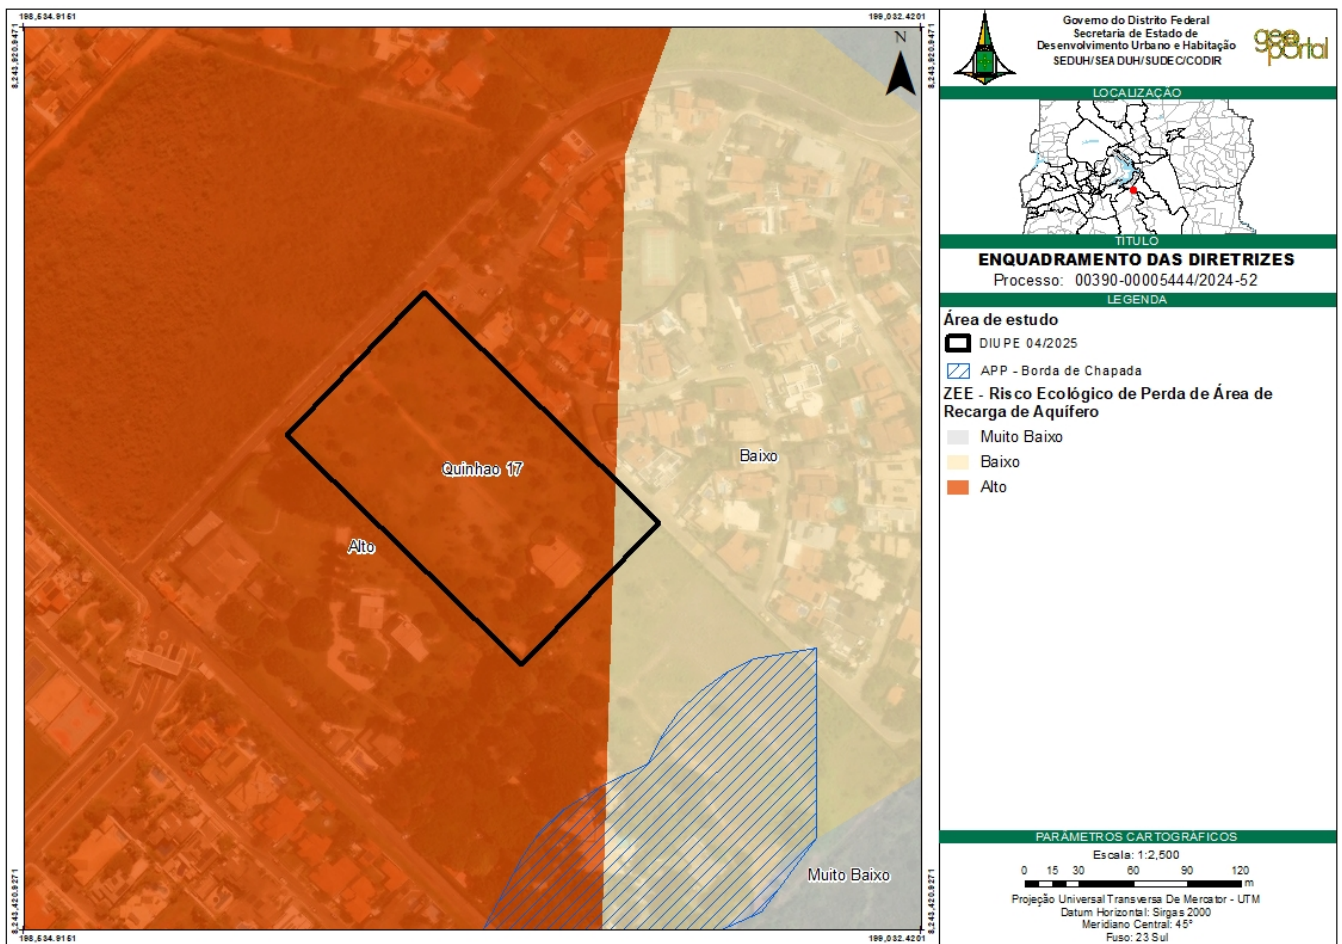 198,534.9151
199,032.4201
8,243,920.9471
8,243,920.9471
N
Quinhao 17
Baixo
Alto
Muito Baixo
8,243,420.9271
8,243,420.9271
198,534.9151
199,032.4201
Governo do Distrito Federal
Secretaria de Estado de
Desenvolvimento Urbano e Habitação
SEDUH/SEADUH/SUDEC/CODIR
geo
portal
LOCALIZAÇÃO
TITULO
ENQUADRAMENTO DAS DIRETRIZES
Processo: 00390-00005444/2024-52
LEGENDA
Área de estudo
DIUPE 04/2025
APP - Borda de Chapada
ZEE - Risco Ecológico de Perda de Área de
Recarga de Aquífero
Muito Baixo
Baixo
Alto
PARÂMETROS CARTOGRÁFICOS
Escala: 1:2,500
0 15 30 60 90 120
m
Projeção Universal Transversa De Mercator - UTM
Datum Horizontal: Sirgas 2000
Meridiano Central: 45°
Fuso: 23 Sul